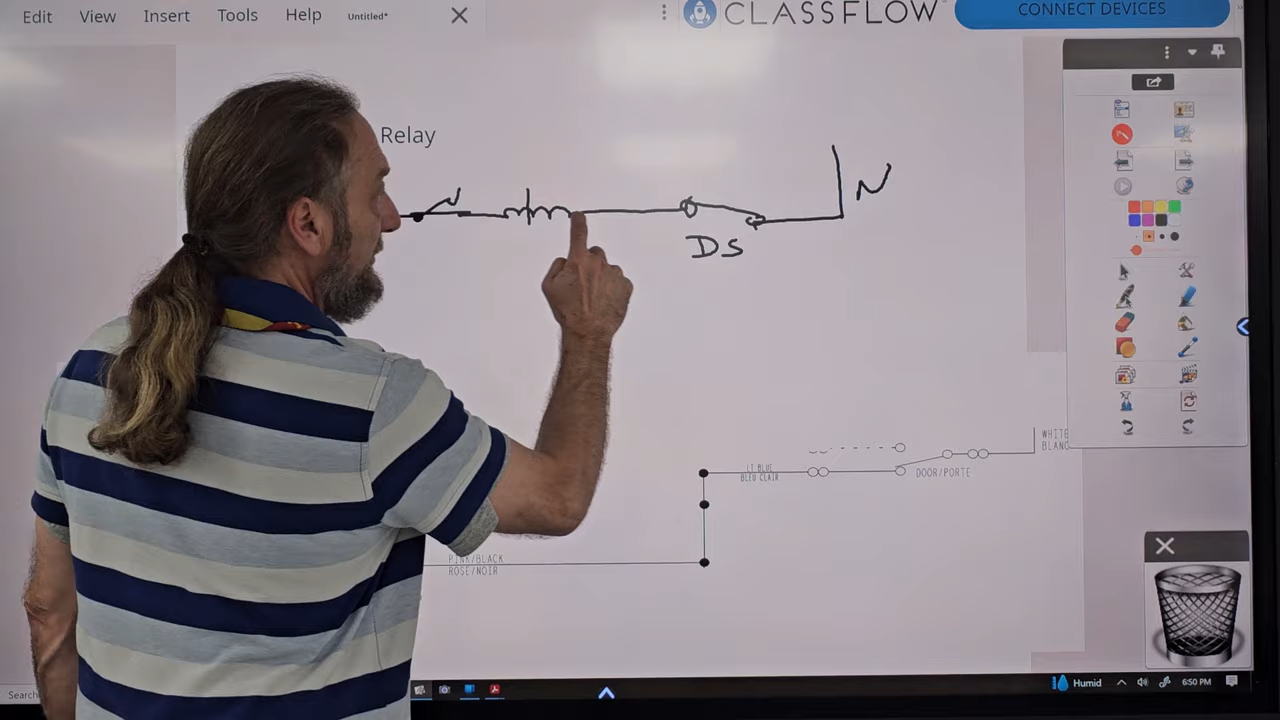 Edit View Insert Tools Help Untitled* CLASSFLOW CONNECT DEVICES
Relay
N
DS
WHITE
BLANC
LT BLUE
BLEU CLAIR
DOOR/PORTE
PINK/BLACK
ROSE/NOIR
Search
Humid 6:50 PM